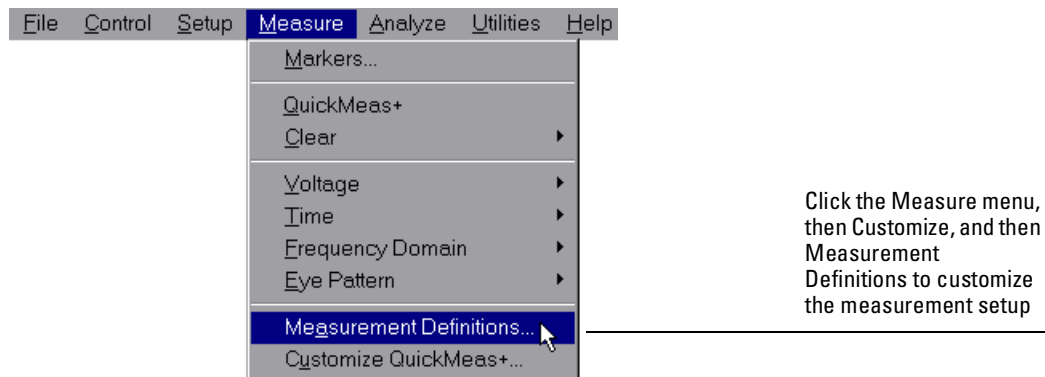 File Control Setup Measure Analyze Utilities Help
Markers...
QuickMeas+
Clear
Voltage
Time
Frequency Domain
Eye Pattern
Measurement Definitions...
Customize QuickMeas+...
Click the Measure menu,
then Customize, and then
Measurement
Definitions to customize
the measurement setup